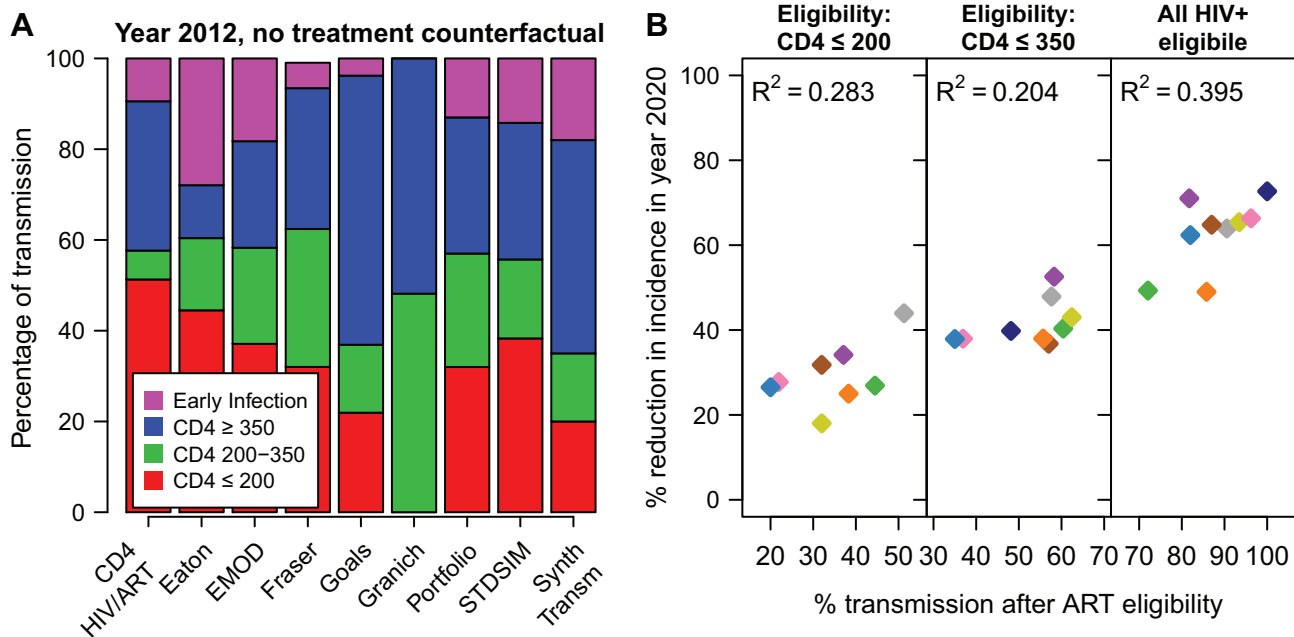 A
Year 2012, no treatment counterfactual
Percentage of transmission
100
80
60
40
20
0
Early Infection
CD4 ≥ 350
CD4 200−350
CD4 ≤ 200
CD4
HIV/ART
Eaton
EMOD
Fraser
Goals
Granich
Portfolio
STDSIM
Synth
Transm
B
Eligibility:
CD4 ≤ 200
Eligibility:
CD4 ≤ 350
All HIV+
eligibile
% reduction in incidence in year 2020
100
80
60
40
20
0
R² = 0.283
R² = 0.204
R² = 0.395
20 30 40 50
30 40 50 60 70
70 80 90 100
% transmission after ART eligibility